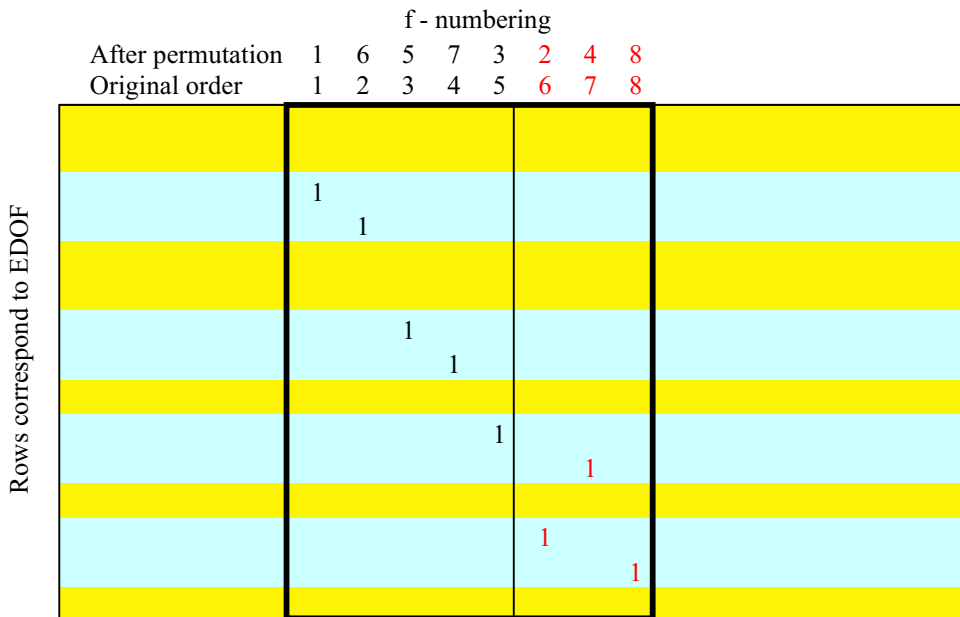 f - numbering
After permutation 1 6 5 7 3 2 4 8
Original order 1 2 3 4 5 6 7 8
Rows correspond to EDOF
1
1
1
1
1
1
1
1